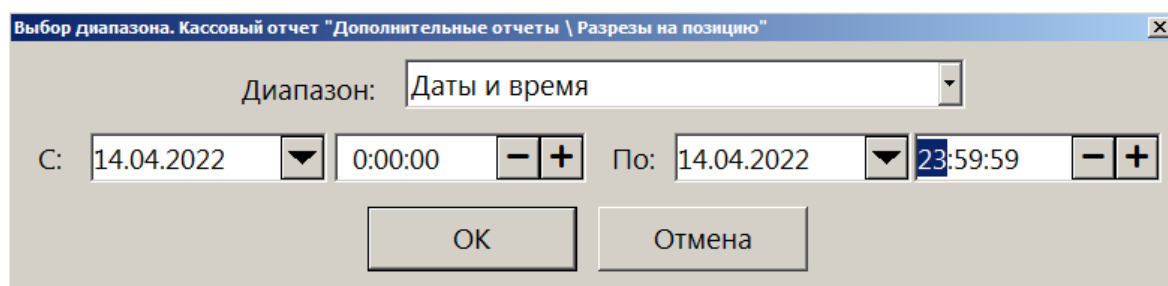 Выбор диапазона. Кассовый отчет "Дополнительные отчеты \ Разрезы на позицию"
Диапазон: Даты и время
С: 14.04.2022 0:00:00 По: 14.04.2022 23:59:59
OK Отмена